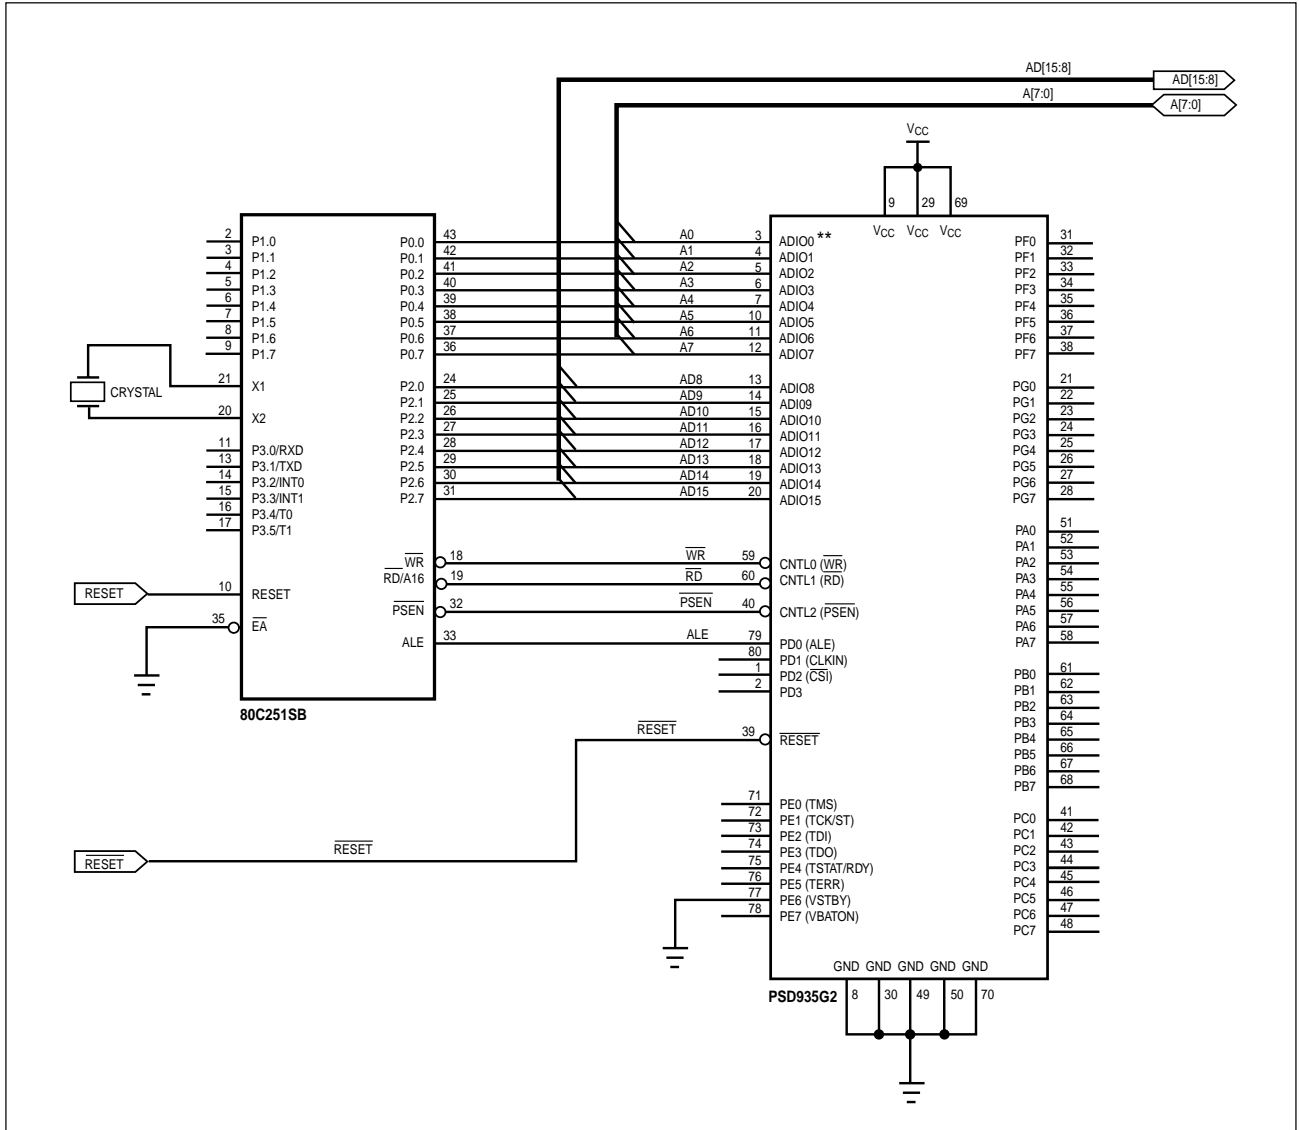 AD[15:8]
AD[15:8]
A[7:0]
A[7:0]
VCC
9 29 69
VCC VCC VCC
2 P1.0
3 P1.1
4 P1.2
5 P1.3
6 P1.4
7 P1.5
8 P1.6
9 P1.7
21 X1
CRYSTAL
20 X2
11 P3.0/RXD
13 P3.1/TXD
14 P3.2/INT0
15 P3.3/INT1
16 P3.4/T0
17 P3.5/T1
RESET
10 RESET
35 EA
P0.0 43
P0.1 42
P0.2 41
P0.3 40
P0.4 39
P0.5 38
P0.6 37
P0.7 36
P2.0 24
P2.1 25
P2.2 26
P2.3 27
P2.4 28
P2.5 29
P2.6 30
P2.7 31
WR 18
RD/A16 19
PSEN 32
ALE 33
80C251SB
A0 3 ADIO0 **
A1 4 ADIO1
A2 5 ADIO2
A3 6 ADIO3
A4 7 ADIO4
A5 10 ADIO5
A6 11 ADIO6
A7 12 ADIO7
AD8 13 ADIO8
AD9 14 ADI09
AD10 15 ADIO10
AD11 16 ADIO11
AD12 17 ADIO12
AD13 18 ADIO13
AD14 19 ADIO14
AD15 20 ADIO15
WR 59 CNTL0 (WR)
RD 60 CNTL1 (RD)
PSEN 40 CNTL2 (PSEN)
ALE 79 PD0 (ALE)
80 PD1 (CLKIN)
1 PD2 (CSI)
2 PD3
RESET 39 RESET
RESET
RESET
71 PE0 (TMS)
72 PE1 (TCK/ST)
73 PE2 (TDI)
74 PE3 (TDO)
75 PE4 (TSTAT/RDY)
76 PE5 (TERR)
77 PE6 (VSTBY)
78 PE7 (VBATON)
PF0 31
PF1 32
PF2 33
PF3 34
PF4 35
PF5 36
PF6 37
PF7 38
PG0 21
PG1 22
PG2 23
PG3 24
PG4 25
PG5 26
PG6 27
PG7 28
PA0 51
PA1 52
PA2 53
PA3 54
PA4 55
PA5 56
PA6 57
PA7 58
PB0 61
PB1 62
PB2 63
PB3 64
PB4 65
PB5 66
PB6 67
PB7 68
PC0 41
PC1 42
PC2 43
PC3 44
PC4 45
PC5 46
PC6 47
PC7 48
GND GND GND GND GND
PSD935G2 8 30 49 50 70